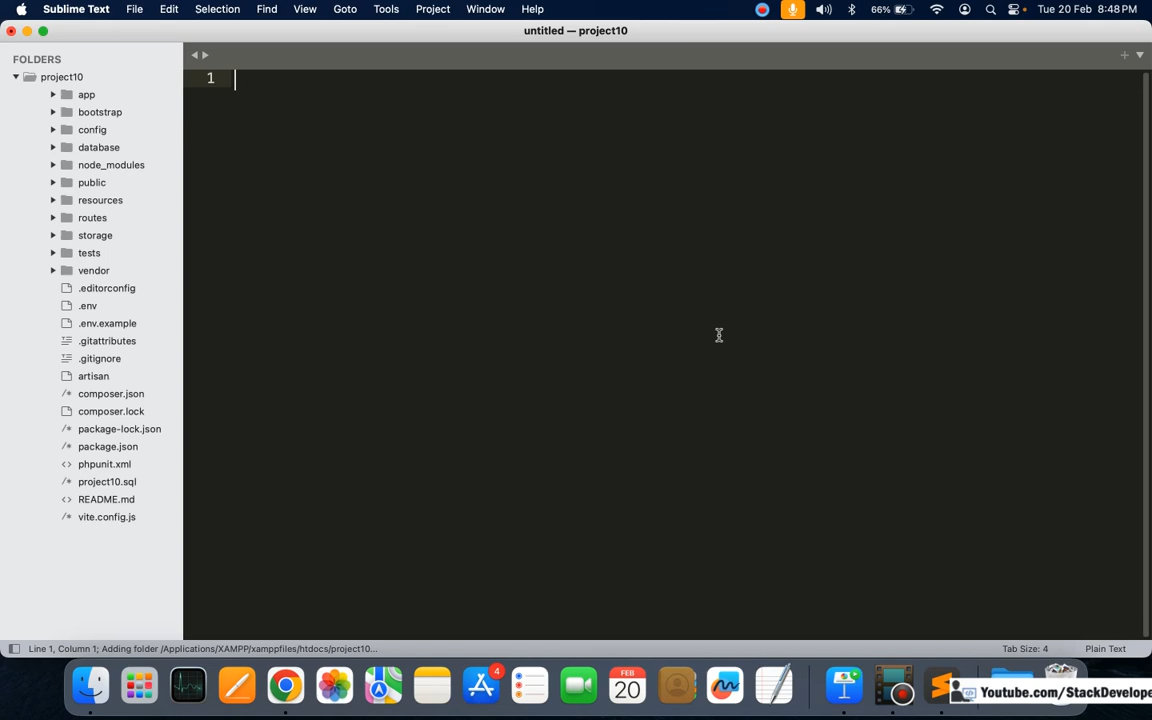 Sublime Text File Edit Selection Find View Goto Tools Project Window Help 66% Tue 20 Feb 8:48 PM
untitled — project10
FOLDERS
project10
1
app
bootstrap
config
database
node_modules
public
resources
routes
storage
tests
vendor
.editorconfig
.env
.env.example
.gitattributes
.gitignore
artisan
composer.json
composer.lock
package-lock.json
package.json
phpunit.xml
project10.sql
README.md
vite.config.js
Line 1, Column 1; Adding folder /Applications/XAMPP/xamppfiles/htdocs/project10... Tab Size: 4 Plain Text
4
FEB
20
Youtube.com/StackDevelope